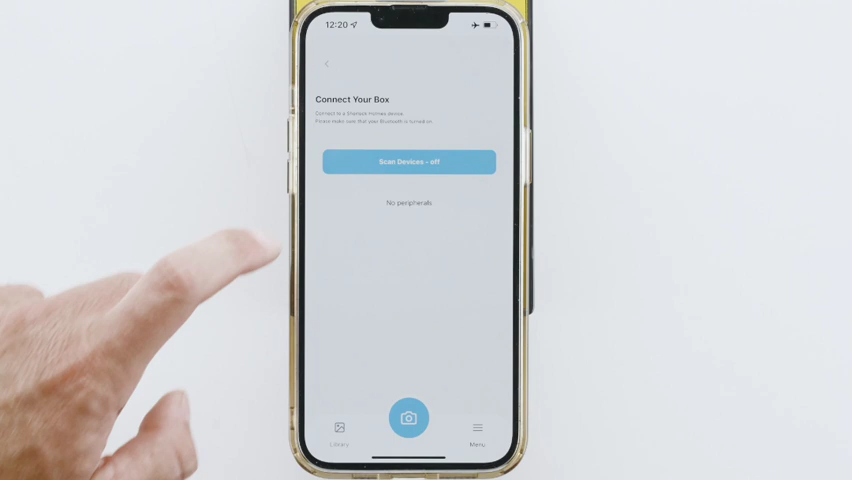 12:20
Connect Your Box
Connect to a Sherlock Homes device
Please make sure that your Bluetooth is turned on
Scan Devices - off
No peripherals
Library
Menu